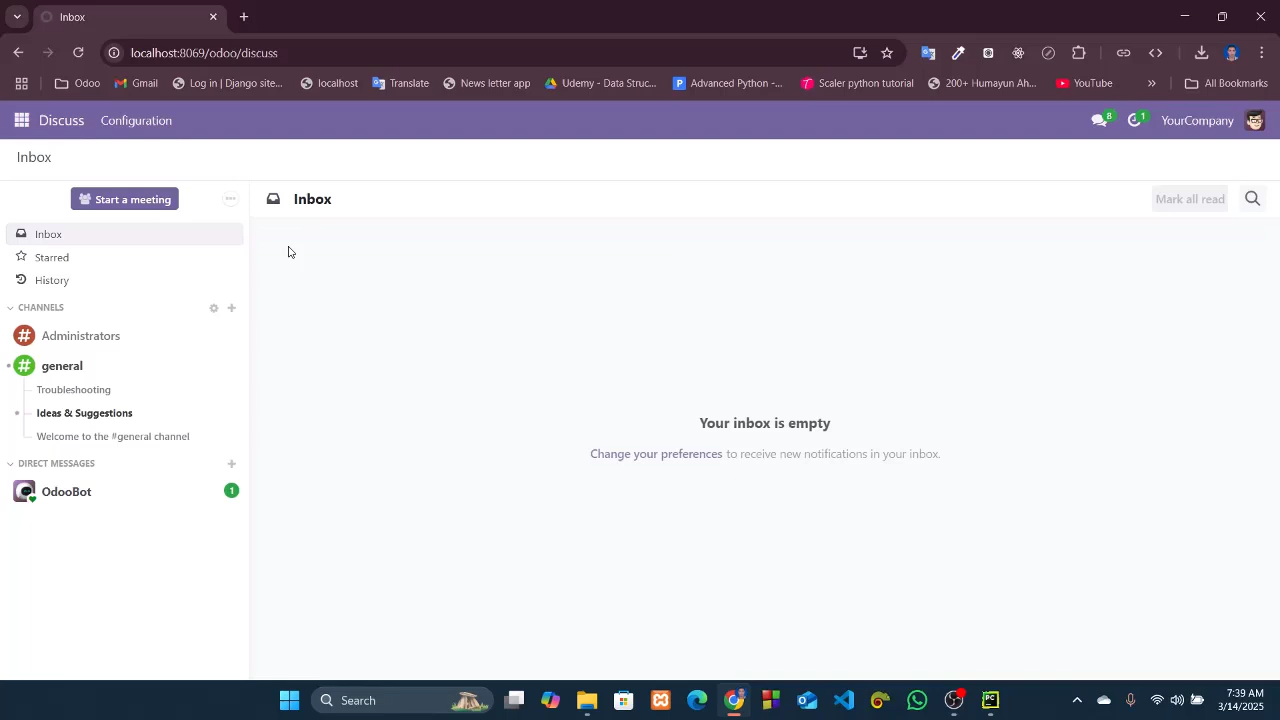 Inbox
localhost:8069/odoo/discuss
Odoo
Gmail
Log in | Django site...
localhost
Translate
News letter app
Udemy - Data Struc...
Advanced Python -...
Scaler python tutorial
200+ Humayun Ah...
YouTube
»
All Bookmarks
Discuss
Configuration
8
1
YourCompany
Inbox
Start a meeting
Inbox
Mark all read
Inbox
Starred
History
CHANNELS
Administrators
general
Troubleshooting
Ideas & Suggestions
Welcome to the #general channel
DIRECT MESSAGES
OdooBot
1
Your inbox is empty
Change your preferences to receive new notifications in your inbox.
Search
7:39 AM
3/14/2025